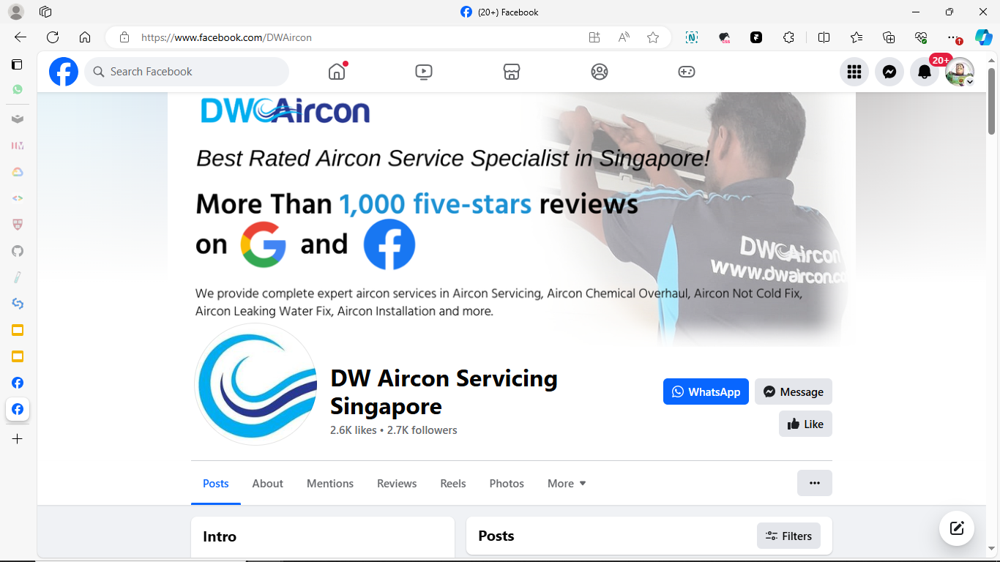 (20+) Facebook
https://www.facebook.com/DWAircon
Search Facebook
20+
DW Aircon
Best Rated Aircon Service Specialist in Singapore!
More Than 1,000 five-stars reviews
on and
DW Aircon
www.dwaircon.co
We provide complete expert aircon services in Aircon Servicing, Aircon Chemical Overhaul, Aircon Not Cold Fix,
Aircon Leaking Water Fix, Aircon Installation and more.
DW Aircon Servicing
Singapore
2.6K likes • 2.7K followers
WhatsApp
Message
Like
Posts About Mentions Reviews Reels Photos More
Intro
Posts
Filters